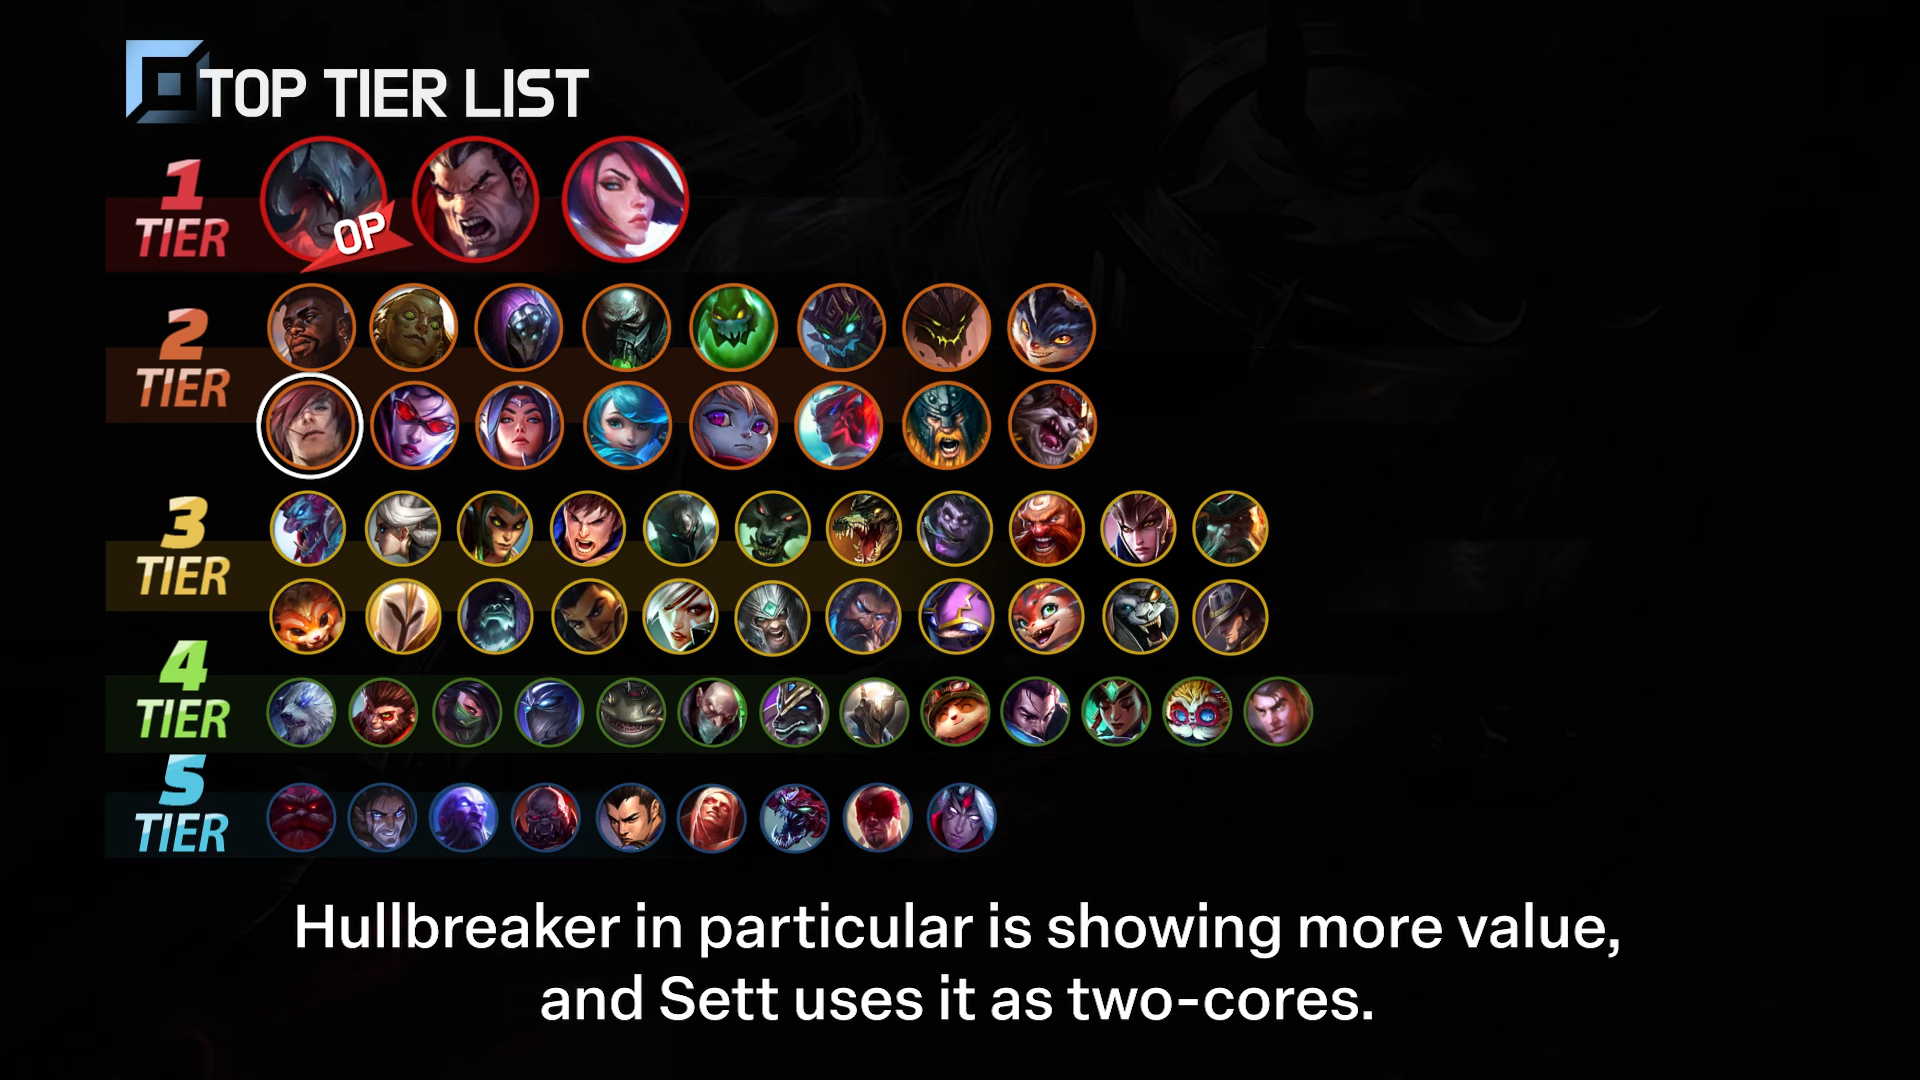 TOP TIER LIST
1
TIER
OP
2
TIER
3
TIER
4
TIER
5
TIER
Hullbreaker in particular is showing more value,
and Sett uses it as two-cores.